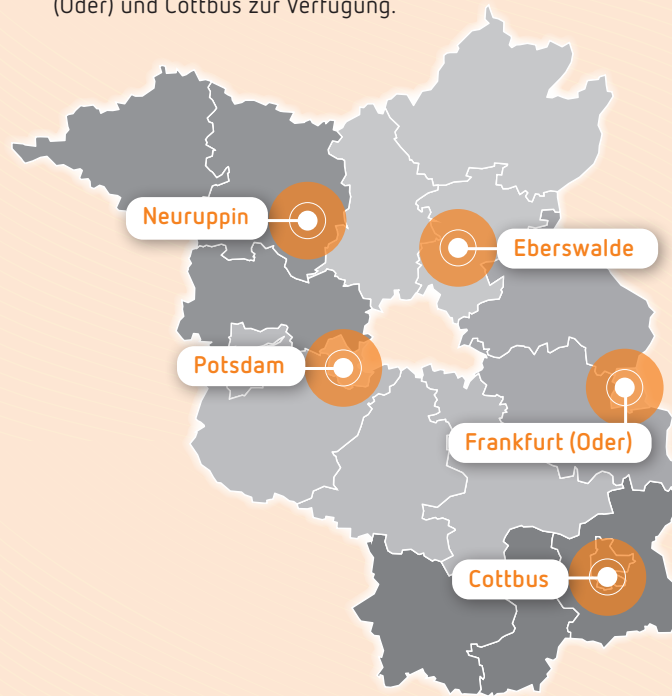 (Oder) und Cottbus zur Verfügung.
Neuruppin
Eberswalde
Potsdam
Frankfurt (Oder)
Cottbus